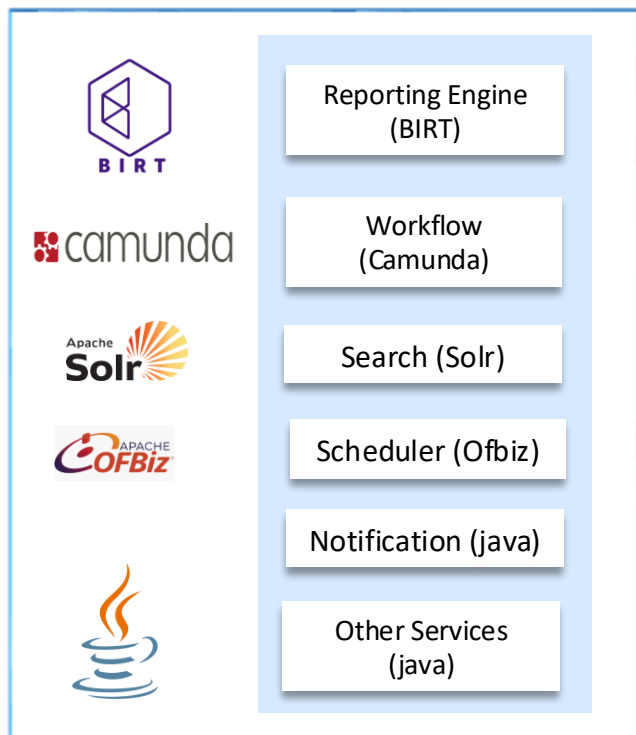 BIRT
Reporting Engine
(BIRT)
camunda
Workflow
(Camunda)
Apache
Solr
Search (Solr)
APACHE
OFBiz
Scheduler (Ofbiz)
Notification (java)
Other Services
(java)